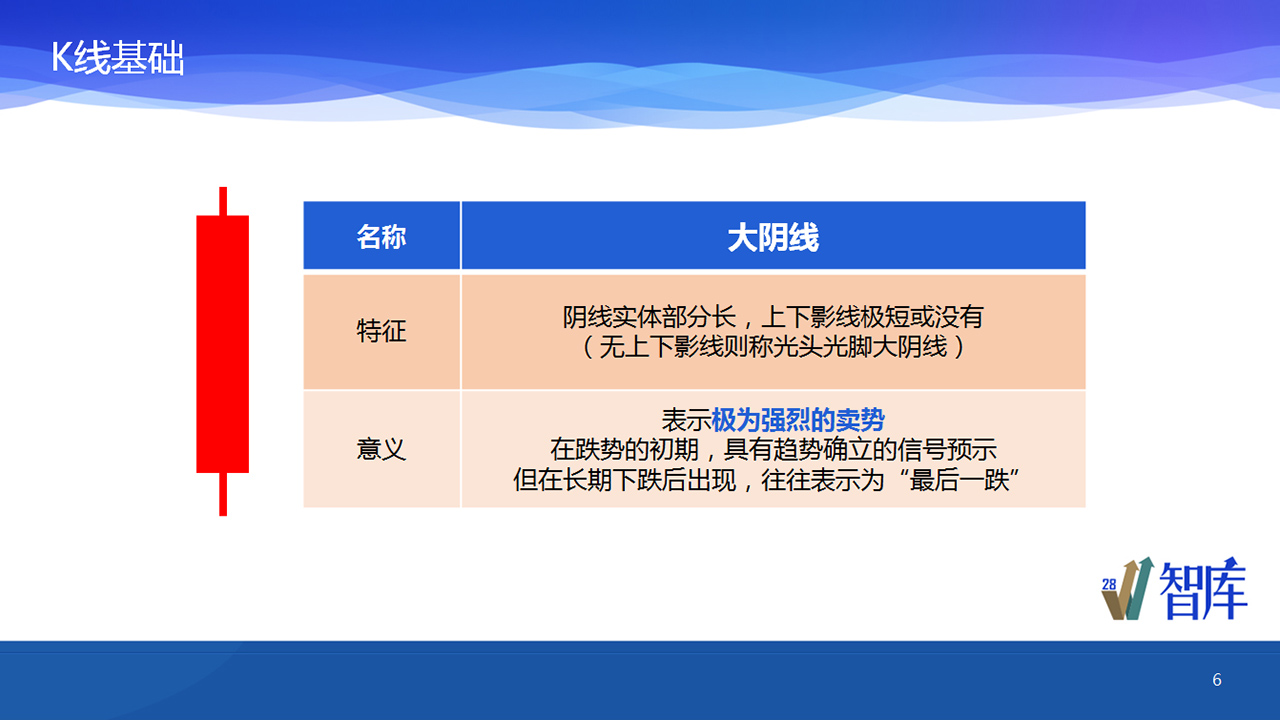 K线基础
名称
大阴线
特征
阴线实体部分长，上下影线极短或没有
（无上下影线则称光头光脚大阴线）
意义
表示极为强烈的卖势
在跌势的初期，具有趋势确立的信号预示
但在长期下跌后出现，往往表示为“最后一跌”
28
智库
6